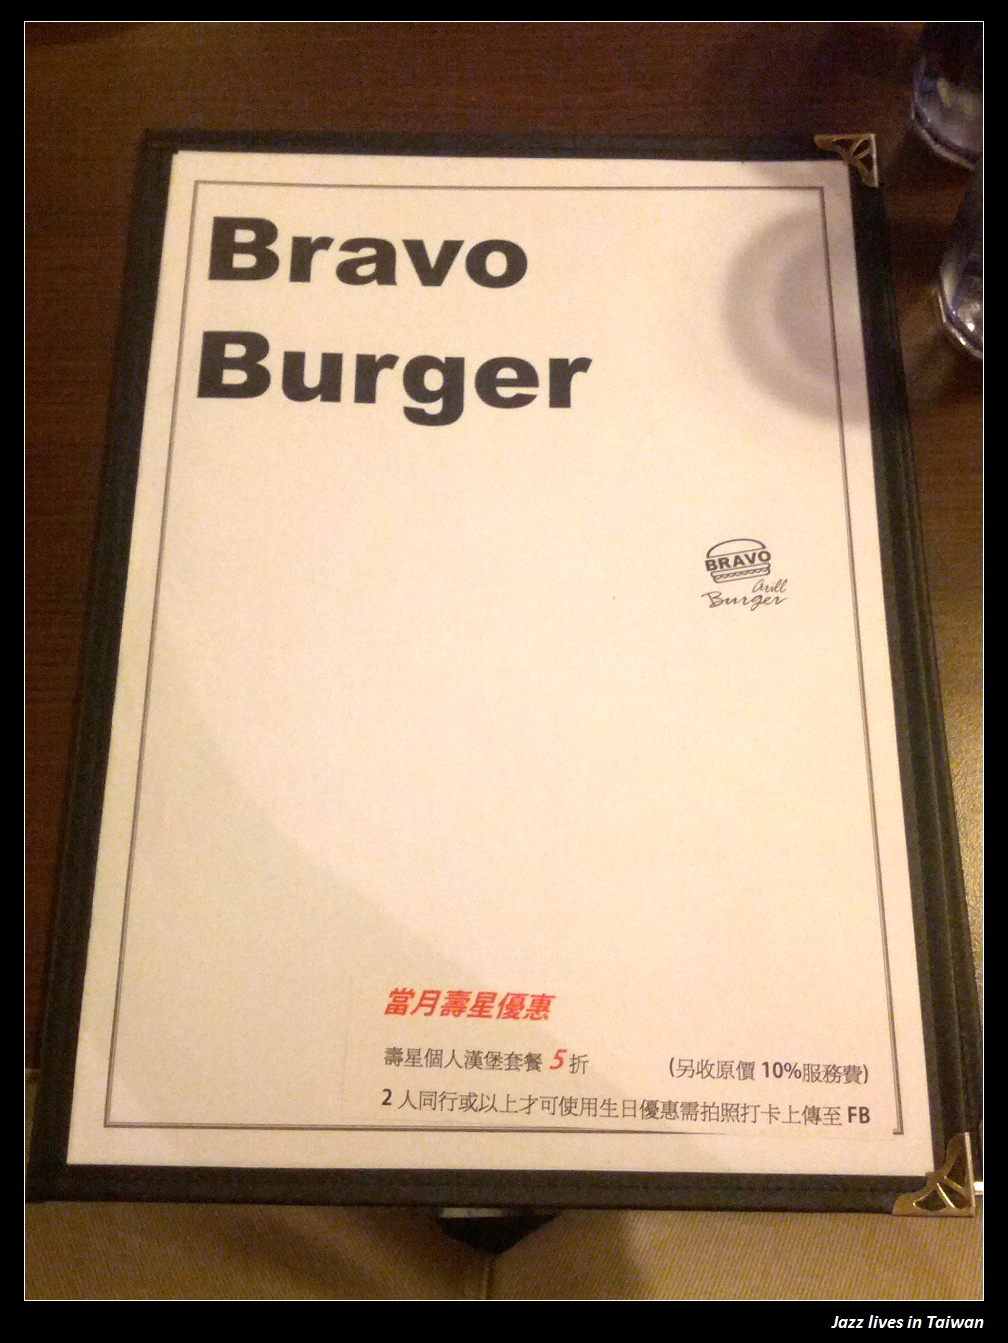 Bravo
Burger
BRAVO
Grill
Burger
當月壽星優惠
壽星個人漢堡套餐 5 折 (另收原價 10%服務費)
2 人同行或以上才可使用生日優惠需拍照打卡上傳至 FB
Jazz lives in Taiwan